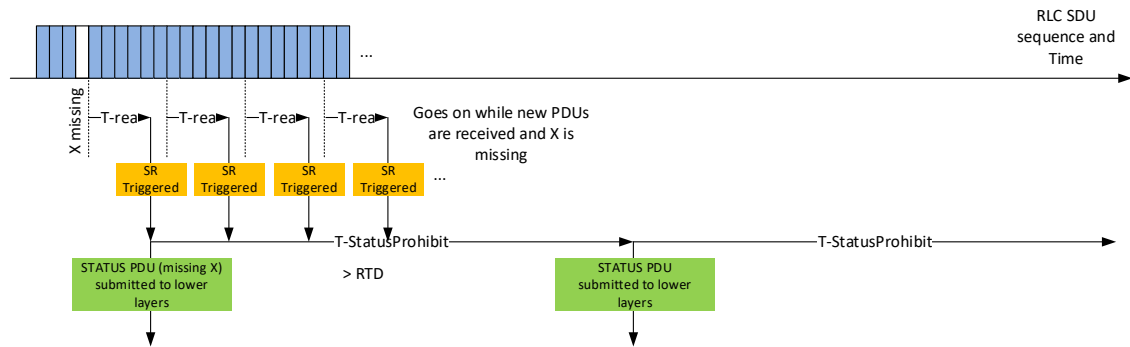 RLC SDU
sequence and
Time
...
X missing
T-rea
T-rea
T-rea
T-rea
Goes on while new PDUs
are received and X is
missing
SR
Triggered
SR
Triggered
SR
Triggered
SR
Triggered
...
T-StatusProhibit
T-StatusProhibit
STATUS PDU (missing X)
submitted to lower
layers
> RTD
STATUS PDU
submitted to lower
layers